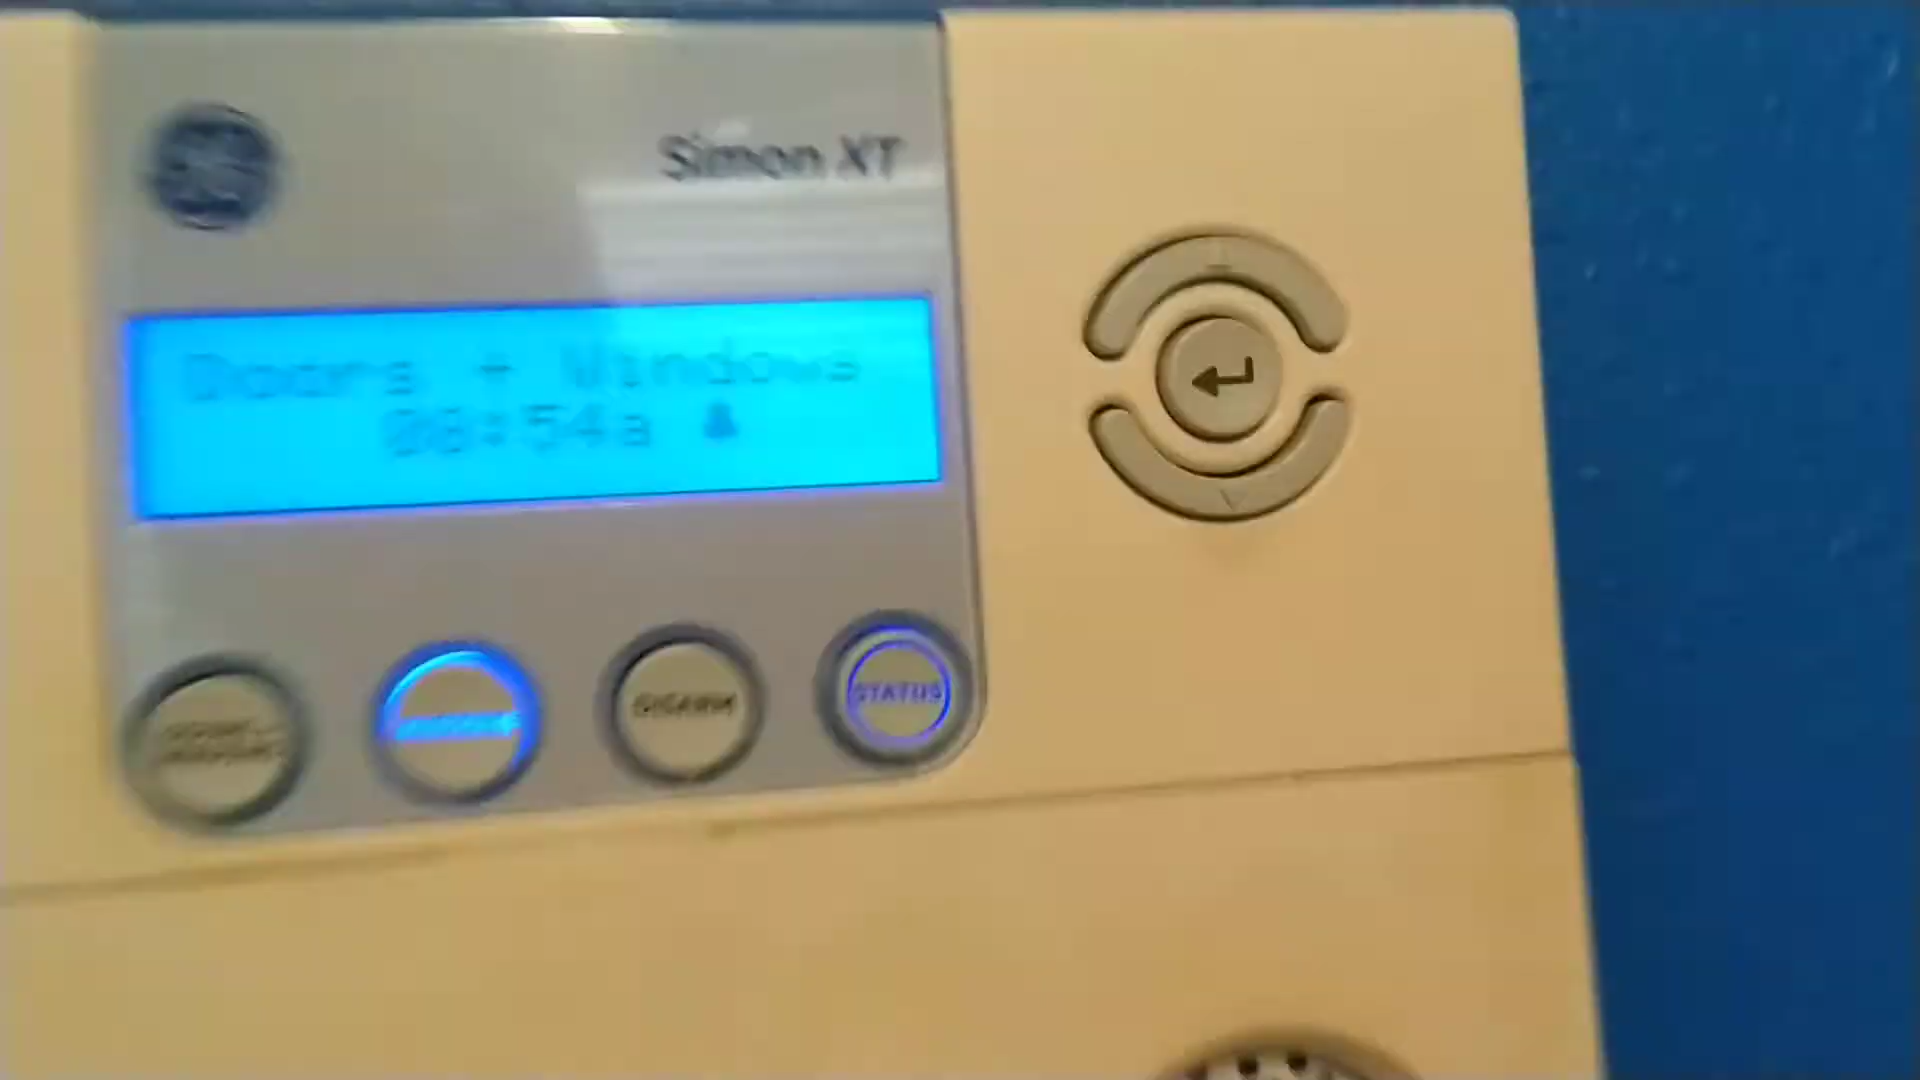 Simon XT
Doors + Windows
08:54a
DISARM
STATUS